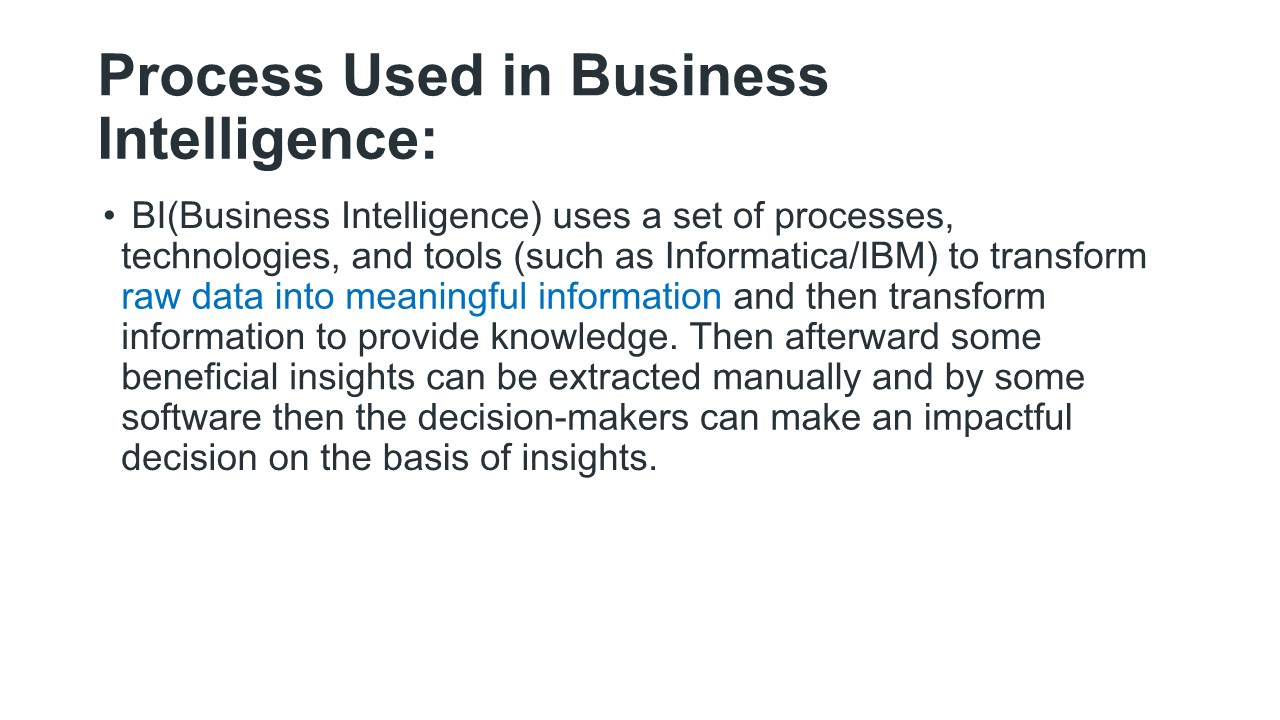 Process Used in Business
Intelligence:
• BI(Business Intelligence) uses a set of processes,
technologies, and tools (such as Informatica/IBM) to transform
raw data into meaningful information and then transform
information to provide knowledge. Then afterward some
beneficial insights can be extracted manually and by some
software then the decision-makers can make an impactful
decision on the basis of insights.